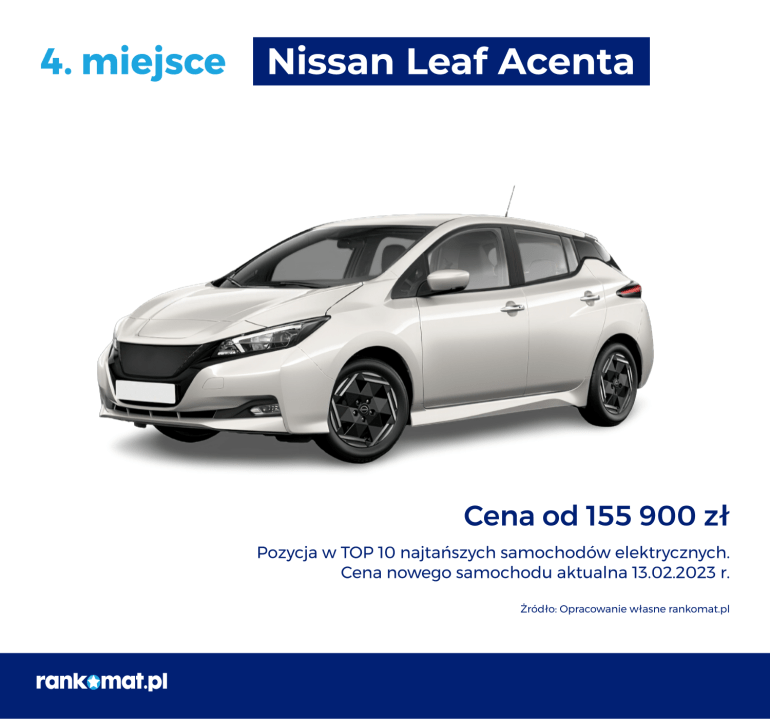 4. miejsce Nissan Leaf Acenta
Cena od 155 900 zł
Pozycja w TOP 10 najtańszych samochodów elektrycznych.
Cena nowego samochodu aktualna 13.02.2023 r.
Żródło: Opracowanie własne rankomat.pl
rankomat.pl